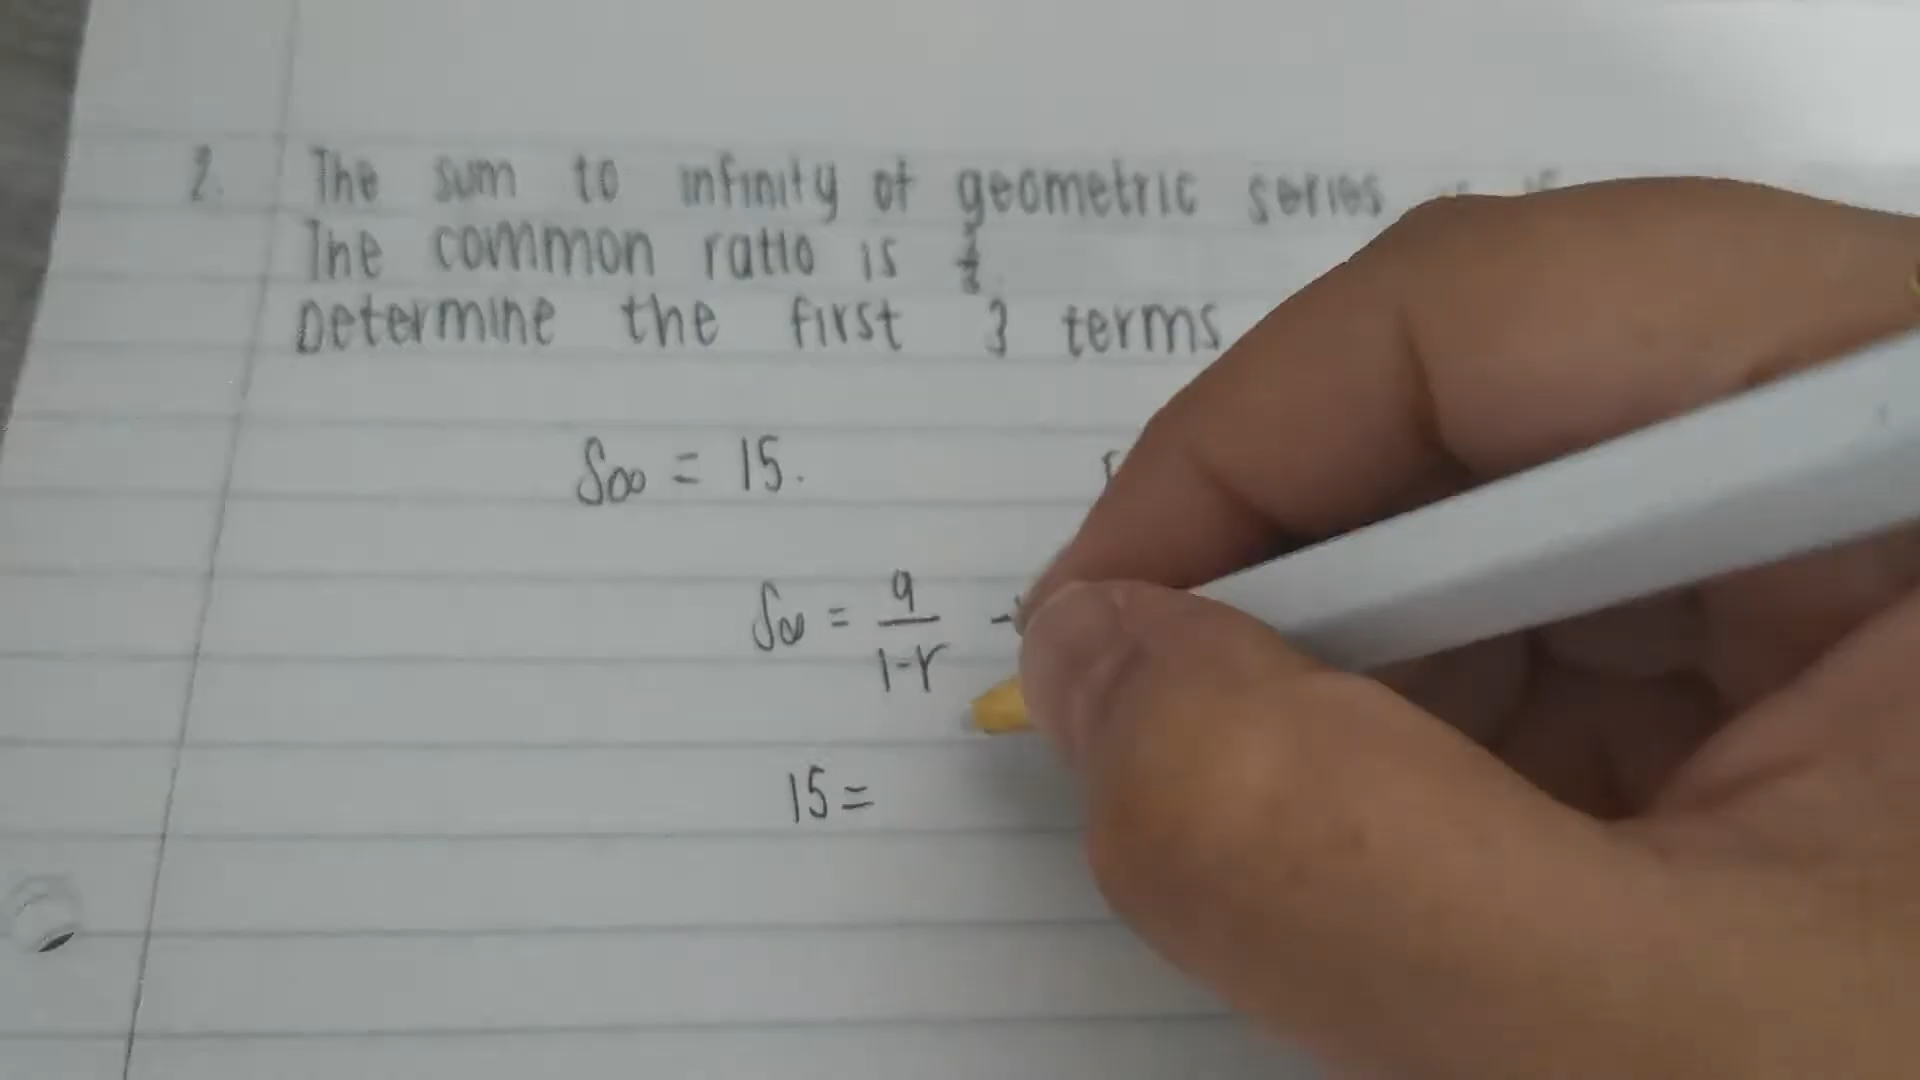 2. The sum to infinity of geometric series
The common ratio is
Determine the first 3 terms
S∞ = 15.
S∞ = a/1-r
15 =